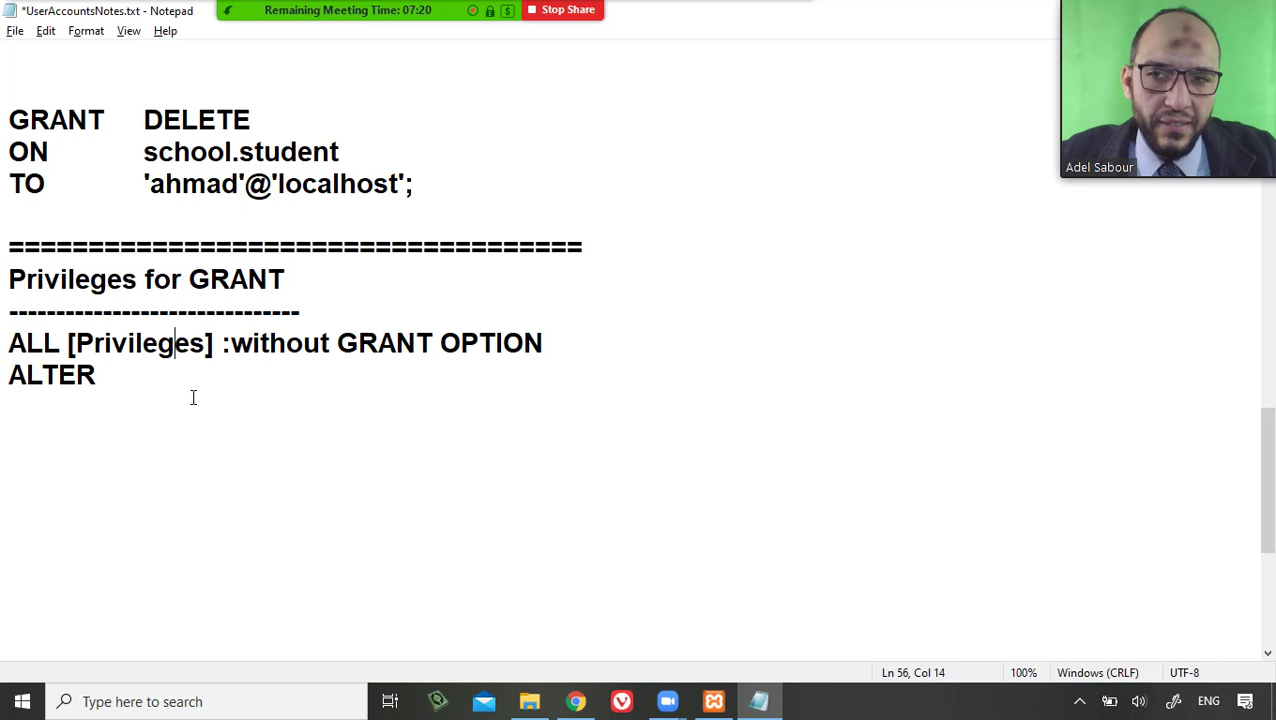 *UserAccountsNotes.txt - Notepad
Remaining Meeting Time: 07:20
Stop Share
File Edit Format View Help
GRANT DELETE
ON school.student
TO 'ahmad'@'localhost';
====================================
Privileges for GRANT
------------------------------
ALL [Privileges] :without GRANT OPTION
ALTER
Adel Sabour
Ln 56, Col 14
100%
Windows (CRLF)
UTF-8
Type here to search
ENG